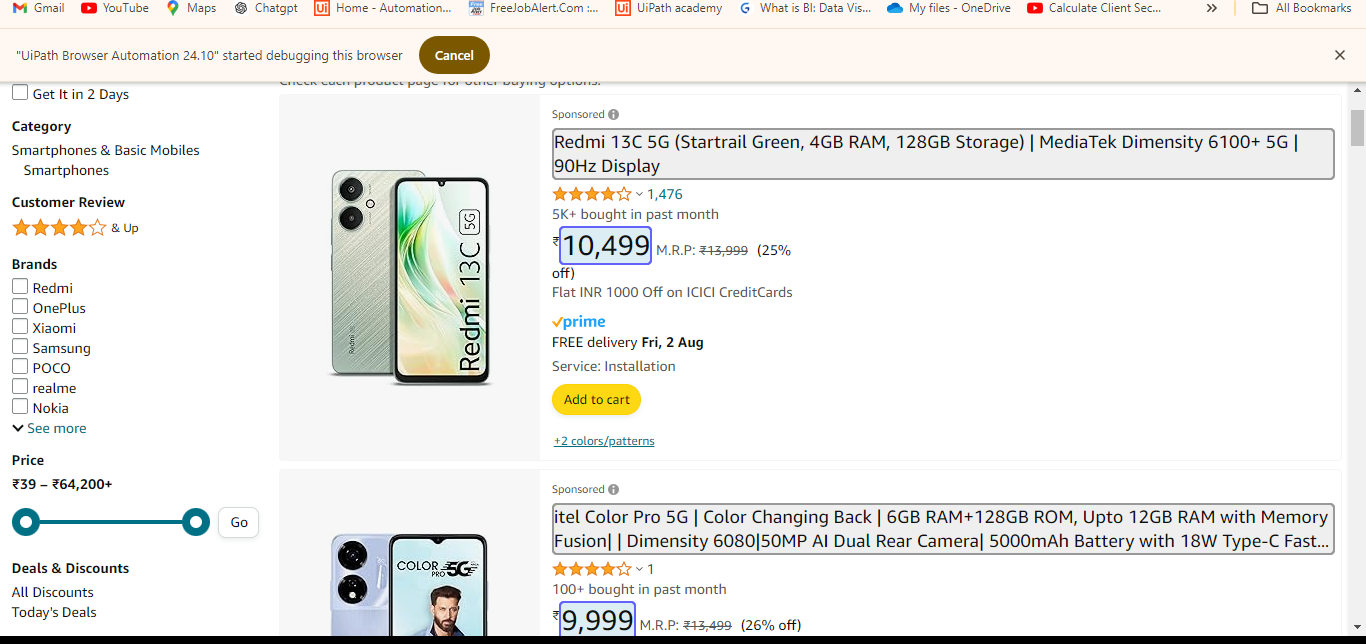 Gmail YouTube Maps Chatgpt Home - Automation... FreeJobAlert.Com :... UiPath academy What is BI: Data Vis... My files - OneDrive Calculate Client Sec... » All Bookmarks
"UiPath Browser Automation 24.10" started debugging this browser Cancel
Check each product page for other buying options.
Get It in 2 Days
Category
Smartphones & Basic Mobiles
Smartphones
Customer Review
& Up
Brands
Redmi
OnePlus
Xiaomi
Samsung
POCO
realme
Nokia
See more
Price
₹39 – ₹64,200+
Go
Deals & Discounts
All Discounts
Today's Deals
Redmi 13C 5G
Redmi
Sponsored
Redmi 13C 5G (Startrail Green, 4GB RAM, 128GB Storage) | MediaTek Dimensity 6100+ 5G |
90Hz Display
1,476
5K+ bought in past month
₹10,499 M.R.P: ₹13,999 (25%
off)
Flat INR 1000 Off on ICICI CreditCards
prime
FREE delivery Fri, 2 Aug
Service: Installation
Add to cart
+2 colors/patterns
COLOR PRO 5G
Sponsored
itel Color Pro 5G | Color Changing Back | 6GB RAM+128GB ROM, Upto 12GB RAM with Memory
Fusion| | Dimensity 6080|50MP AI Dual Rear Camera| 5000mAh Battery with 18W Type-C Fast...
1
100+ bought in past month
₹9,999 M.R.P: ₹13,499 (26% off)